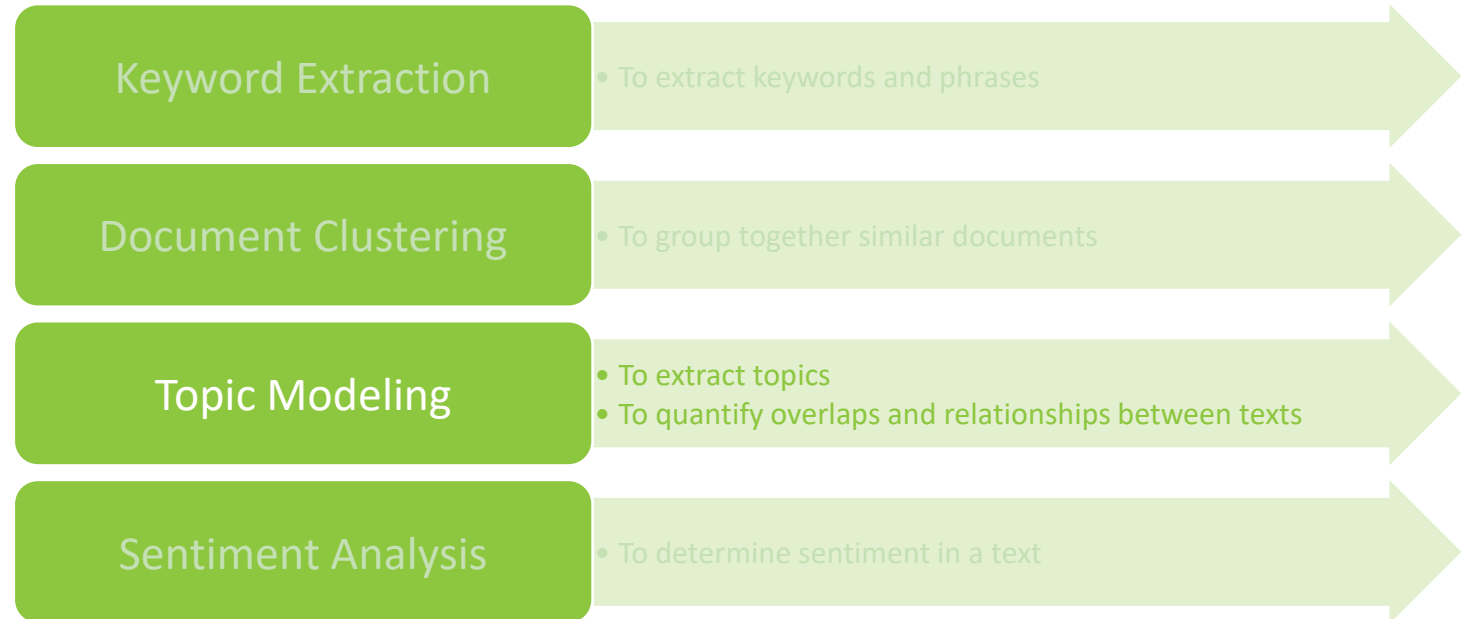 Keyword Extraction
• To extract keywords and phrases
Document Clustering
• To group together similar documents
Topic Modeling
• To extract topics
• To quantify overlaps and relationships between texts
Sentiment Analysis
• To determine sentiment in a text